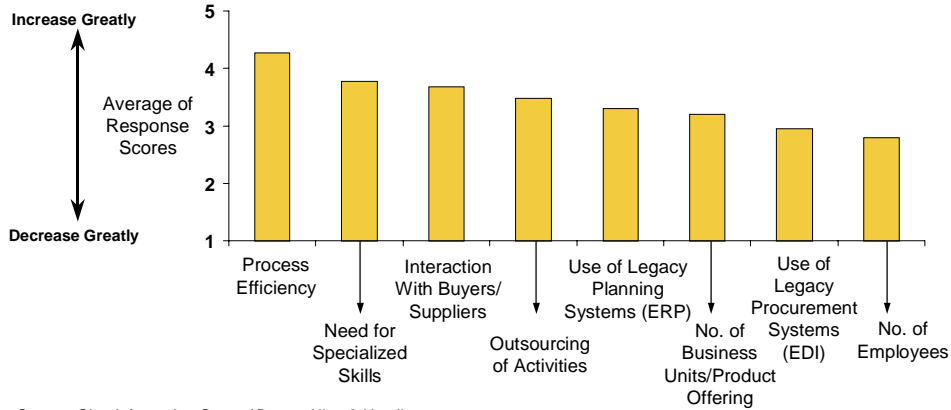 Increase Greatly
Average of
Response
Scores
Decrease Greatly
5
4
3
2
1
Process
Efficiency
Need for
Specialized
Skills
Interaction
With Buyers/
Suppliers
Outsourcing
of Activities
Use of Legacy
Planning
Systems (ERP)
No. of
Business
Units/Product
Offering
Use of
Legacy
Procurement
Systems
(EDI)
No. of
Employees